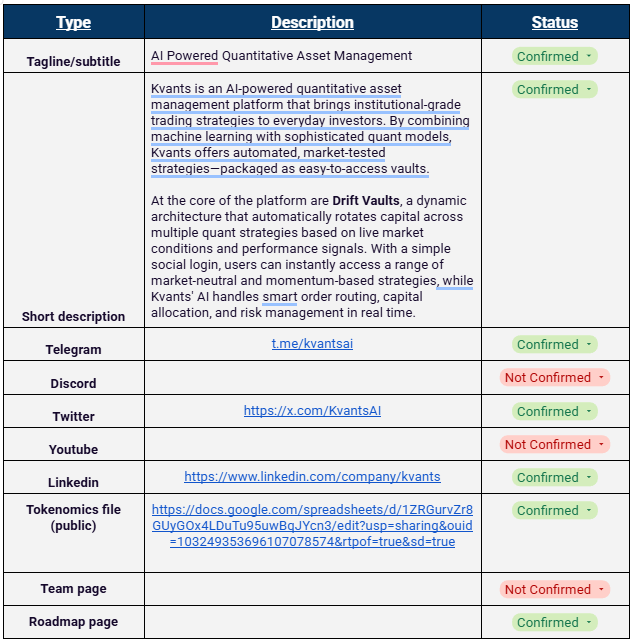 Type Description Status
Tagline/subtitle AI Powered Quantitative Asset Management Confirmed
Kvants is an AI-powered quantitative asset Confirmed
management platform that brings institutional-grade
trading strategies to everyday investors. By combining
machine learning with sophisticated quant models,
Kvants offers automated, market-tested
strategies—packaged as easy-to-access vaults.
At the core of the platform are Drift Vaults, a dynamic
architecture that automatically rotates capital across
multiple quant strategies based on live market
conditions and performance signals. With a simple
social login, users can instantly access a range of
market-neutral and momentum-based strategies, while
Kvants' AI handles smart order routing, capital
Short description allocation, and risk management in real time.
Telegram t.me/kvantsai Confirmed
Discord Not Confirmed
Twitter https://x.com/KvantsAI Confirmed
Youtube Not Confirmed
Linkedin https://www.linkedin.com/company/kvants Confirmed
Tokenomics file https://docs.google.com/spreadsheets/d/1ZRGurvZr8 Confirmed
(public) GUyGOx4LDuTu95uwBqJYcn3/edit?usp=sharing&ouid
=103249353696107078574&rtpof=true&sd=true
Team page Not Confirmed
Roadmap page Confirmed